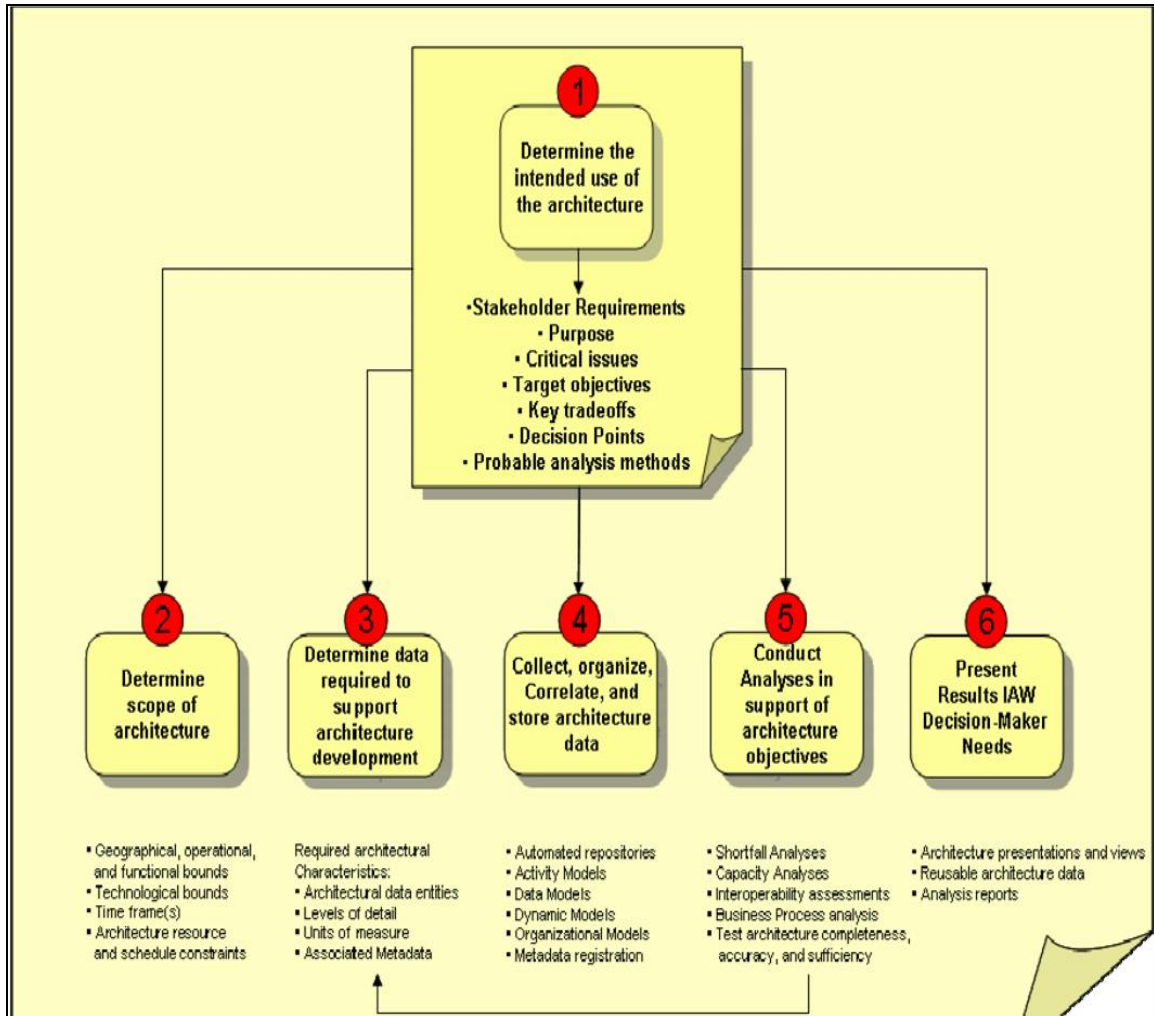 1
Determine the
intended use of
the architecture
▪Stakeholder Requirements
▪ Purpose
▪ Critical issues
▪ Target objectives
▪ Key tradeoffs
▪ Decision Points
▪ Probable analysis methods
2
Determine
scope of
architecture
▪ Geographical, operational,
and functional bounds
▪ Technological bounds
▪ Time frame(s)
▪ Architecture resource
and schedule constraints
3
Determine data
required to
support
architecture
development
Required architectural
Characteristics:
▪ Architectural data entities
▪ Levels of detail
▪ Units of measure
▪ Associated Metadata
4
Collect, organize,
Correlate, and
store architecture
data
▪ Automated repositories
▪ Activity Models
▪ Data Models
▪ Dynamic Models
▪ Organizational Models
▪ Metadata registration
5
Conduct
Analyses in
support of
architecture
objectives
▪ Shortfall Analyses
▪ Capacity Analyses
▪ Interoperability assessments
▪ Business Process analysis
▪ Test architecture completeness,
accuracy, and sufficiency
6
Present
Results IAW
Decision-Maker
Needs
▪ Architecture presentations and views
▪ Reusable architecture data
▪ Analysis reports